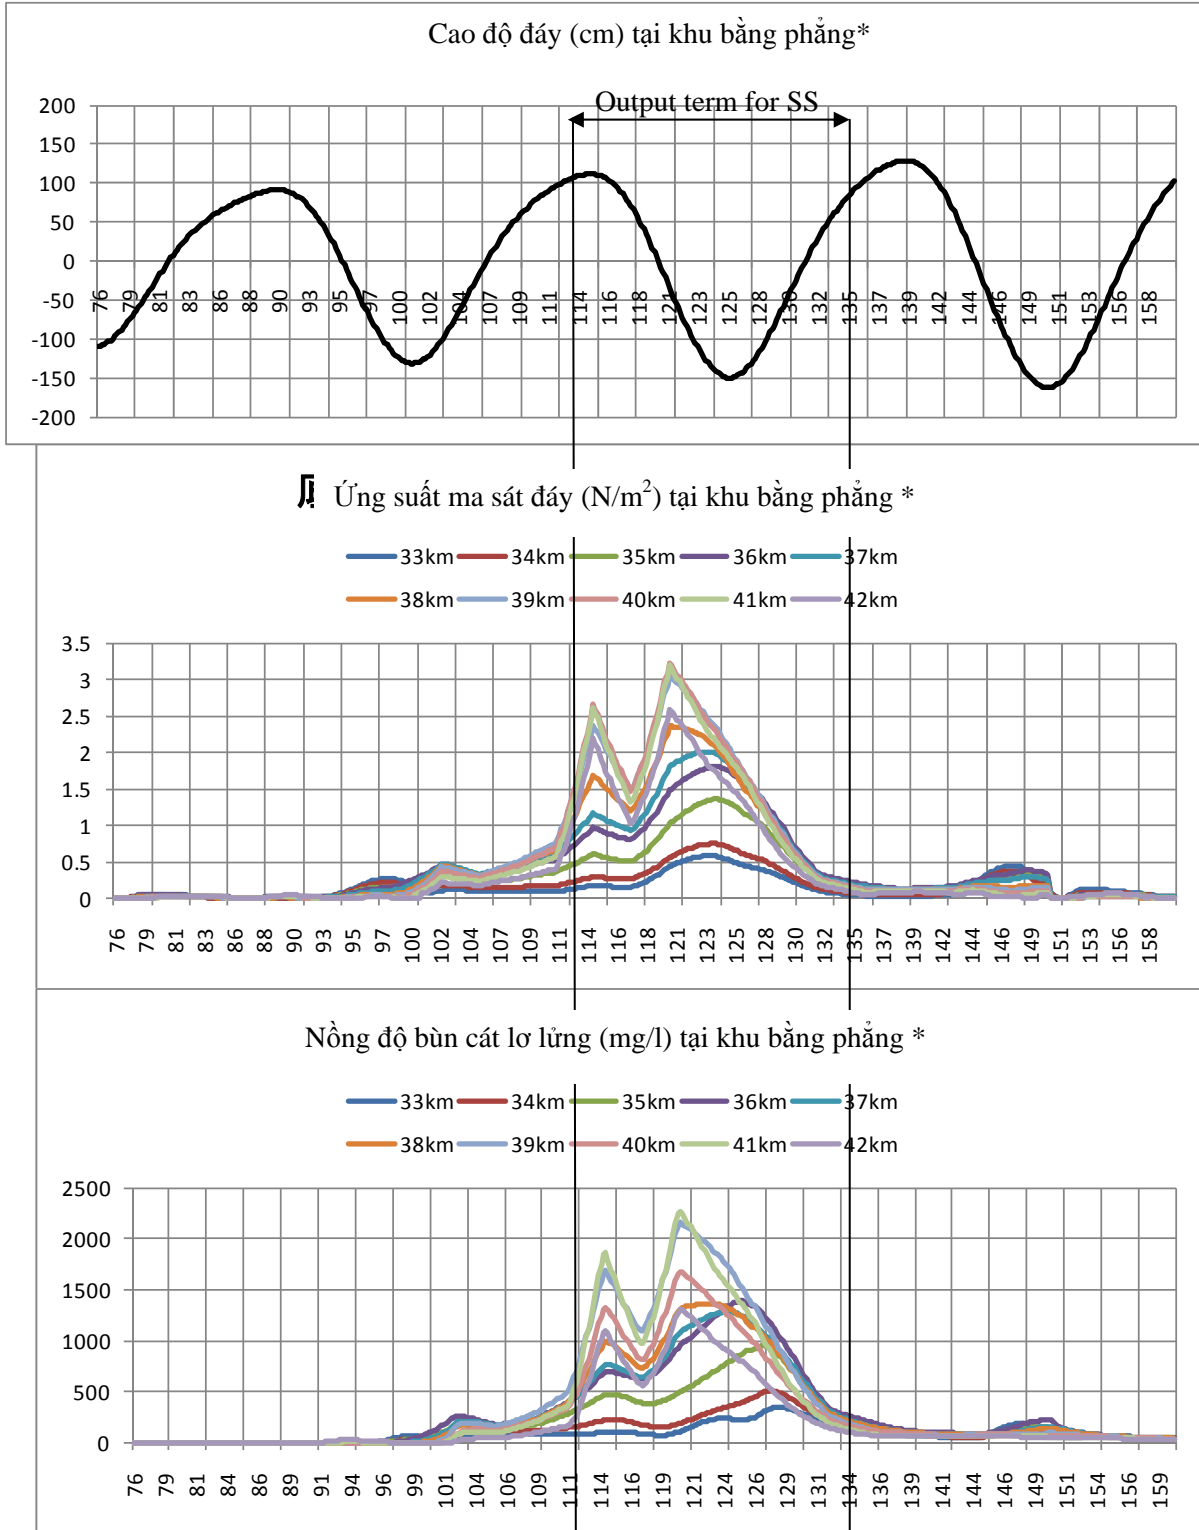 Cao độ đáy (cm) tại khu bằng phẳng*
Output term for SS
200
150
100
50
0
-50
-100
-150
-200
76 79 81 83 86 88 90 93 95 97 100 102 104 107 109 111 114 116 118 121 123 125 128 130 132 135 137 139 142 144 146 149 151 153 156 158
Ứng suất ma sát đáy (N/m²) tại khu bằng phẳng *
33km 34km 35km 36km 37km
38km 39km 40km 41km 42km
3.5
3
2.5
2
1.5
1
0.5
0
76 79 81 83 86 88 90 93 95 97 100 102 104 107 109 111 114 116 118 121 123 125 128 130 132 135 137 139 142 144 146 149 151 153 156 158
Nồng độ bùn cát lơ lửng (mg/l) tại khu bằng phẳng *
33km 34km 35km 36km 37km
38km 39km 40km 41km 42km
2500
2000
1500
1000
500
0
76 79 81 84 86 89 91 94 96 99 101 104 106 109 111 114 116 119 121 124 126 129 131 134 136 139 141 144 146 149 151 154 156 159